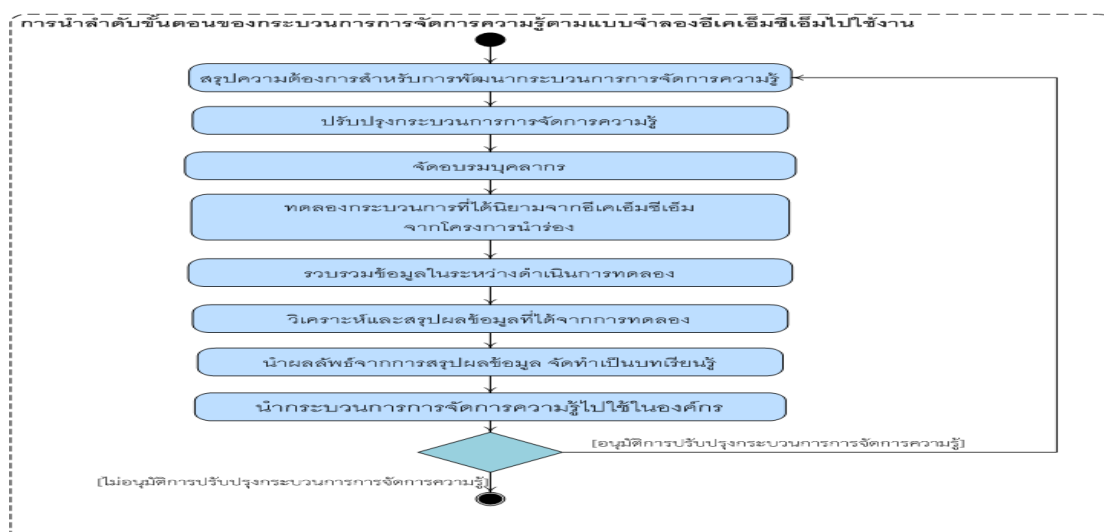 การนำลำดับขั้นตอนของกระบวนการการจัดการความรู้ตามแบบจำลองอีเคเอ็มซีเอ็มไปใช้งาน
สรุปความต้องการสำหรับการพัฒนากระบวนการการจัดการความรู้
ปรับปรุงกระบวนการการจัดการความรู้
จัดอบรมบุคลากร
ทดลองกระบวนการที่ได้นิยามจากอีเคเอ็มซีเอ็ม
จากโครงการนำร่อง
รวบรวมข้อมูลในระหว่างดำเนินการทดลอง
วิเคราะห์และสรุปผลข้อมูลที่ได้จากการทดลอง
นำผลลัพธ์จากการสรุปผลข้อมูล จัดทำเป็นบทเรียนรู้
นำกระบวนการการจัดการความรู้ไปใช้ในองค์กร
[อนุมัติการปรับปรุงกระบวนการการจัดการความรู้]
[ไม่อนุมัติการปรับปรุงกระบวนการการจัดการความรู้]